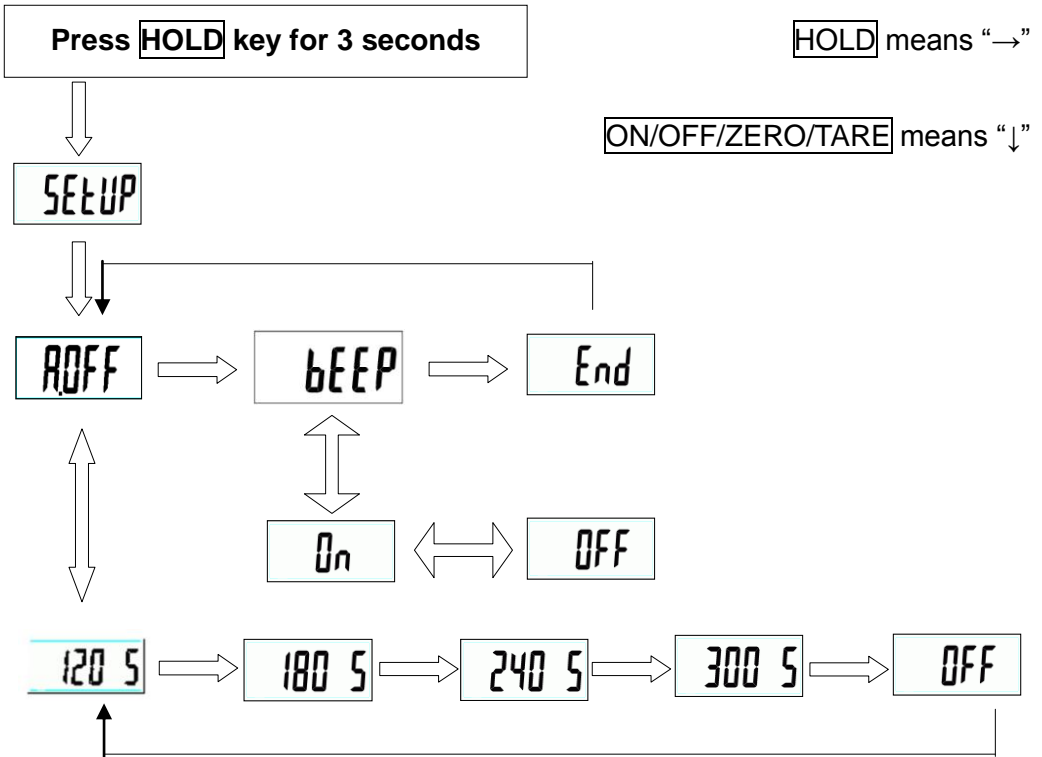 Press HOLD key for 3 seconds
HOLD means “→”
ON/OFF/ZERO/TARE means “↓”
SEtUP
A.OFF
bEEP
End
On
OFF
120 S
180 S
240 S
300 S
OFF